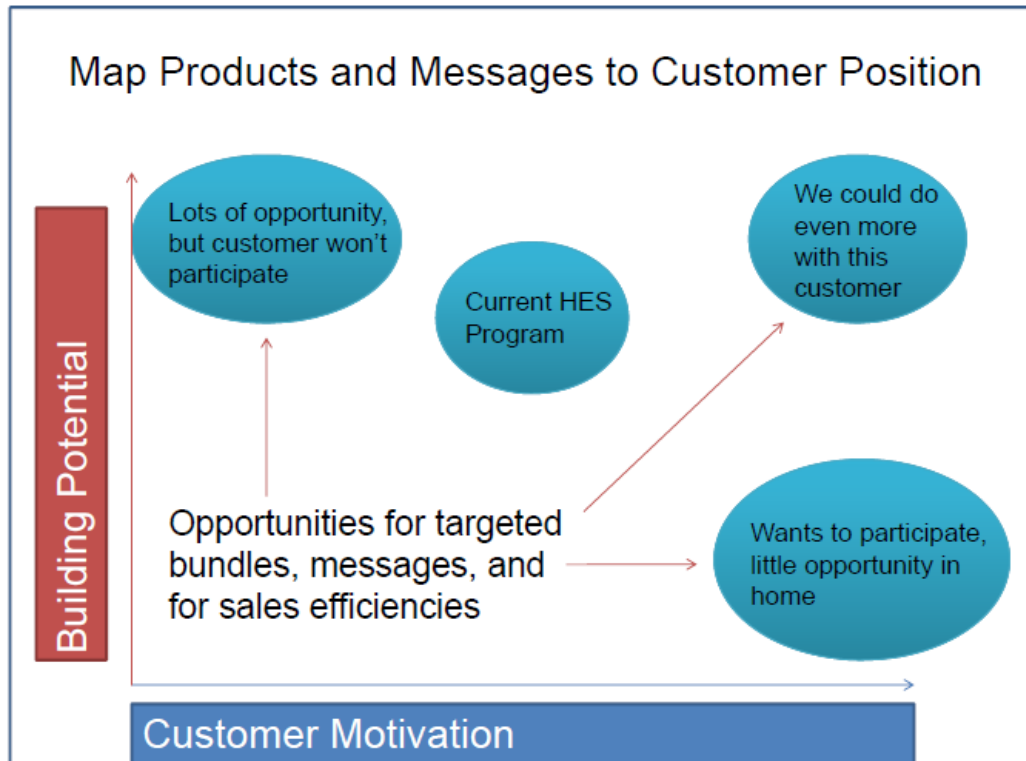 Map Products and Messages to Customer Position
Building Potential
Lots of opportunity,
but customer won't
participate
Current HES
Program
We could do
even more
with this
customer
Opportunities for targeted
bundles, messages, and
for sales efficiencies
Wants to participate,
little opportunity in
home
Customer Motivation